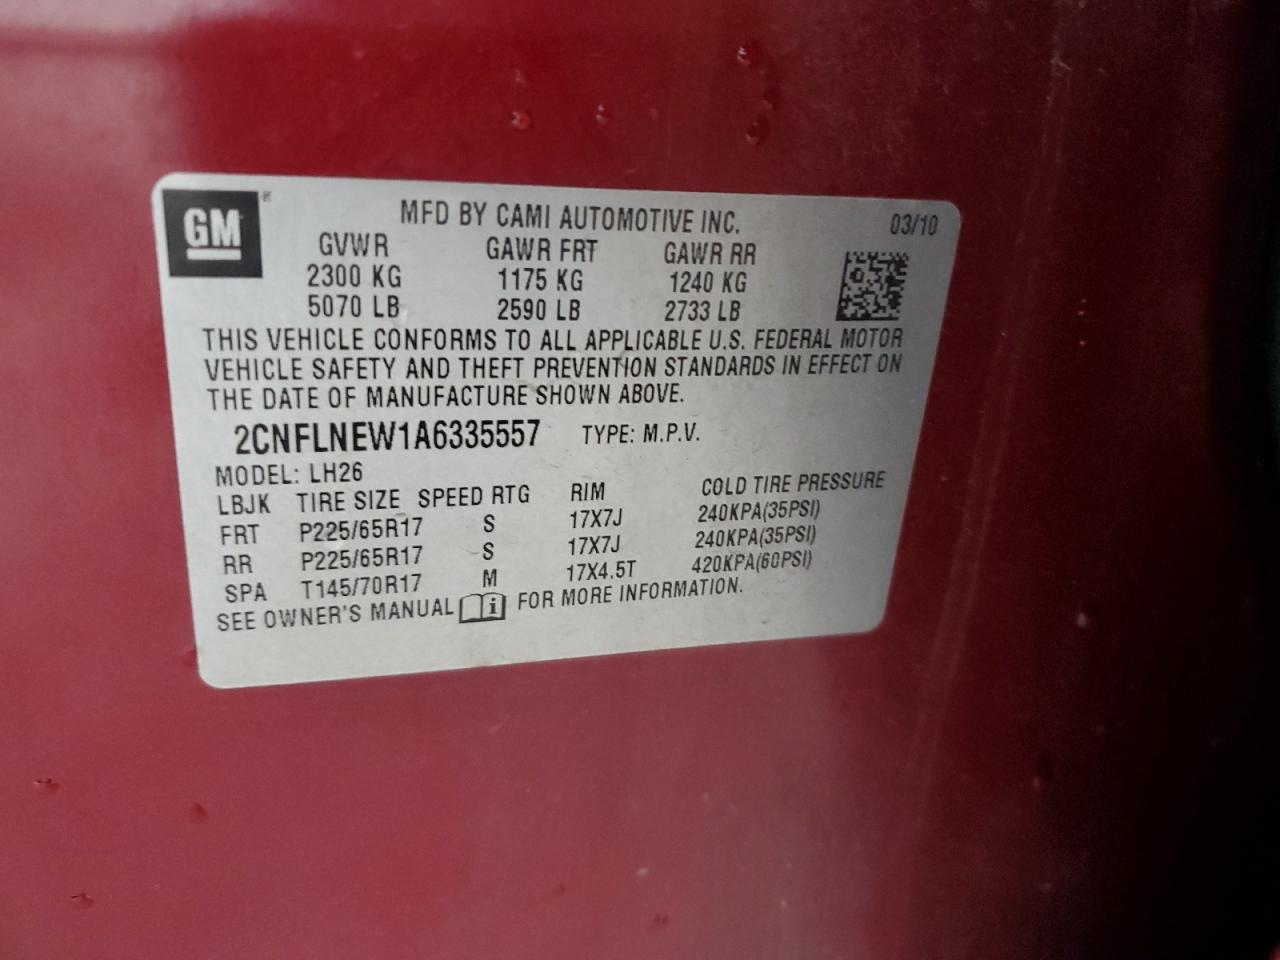 GM®
MFD BY CAMI AUTOMOTIVE INC. 03/10
GVWR GAWR FRT GAWR RR
2300 KG 1175 KG 1240 KG
5070 LB 2590 LB 2733 LB
THIS VEHICLE CONFORMS TO ALL APPLICABLE U.S. FEDERAL MOTOR
VEHICLE SAFETY AND THEFT PREVENTION STANDARDS IN EFFECT ON
THE DATE OF MANUFACTURE SHOWN ABOVE.
2CNFLNEW1A6335557 TYPE: M.P.V.
MODEL: LH26
LBJK TIRE SIZE SPEED RTG RIM COLD TIRE PRESSURE
FRT P225/65R17 S 17X7J 240KPA(35PSI)
RR P225/65R17 S 17X7J 240KPA(35PSI)
SPA T145/70R17 M 17X4.5T 420KPA(60PSI)
SEE OWNER'S MANUAL i FOR MORE INFORMATION.